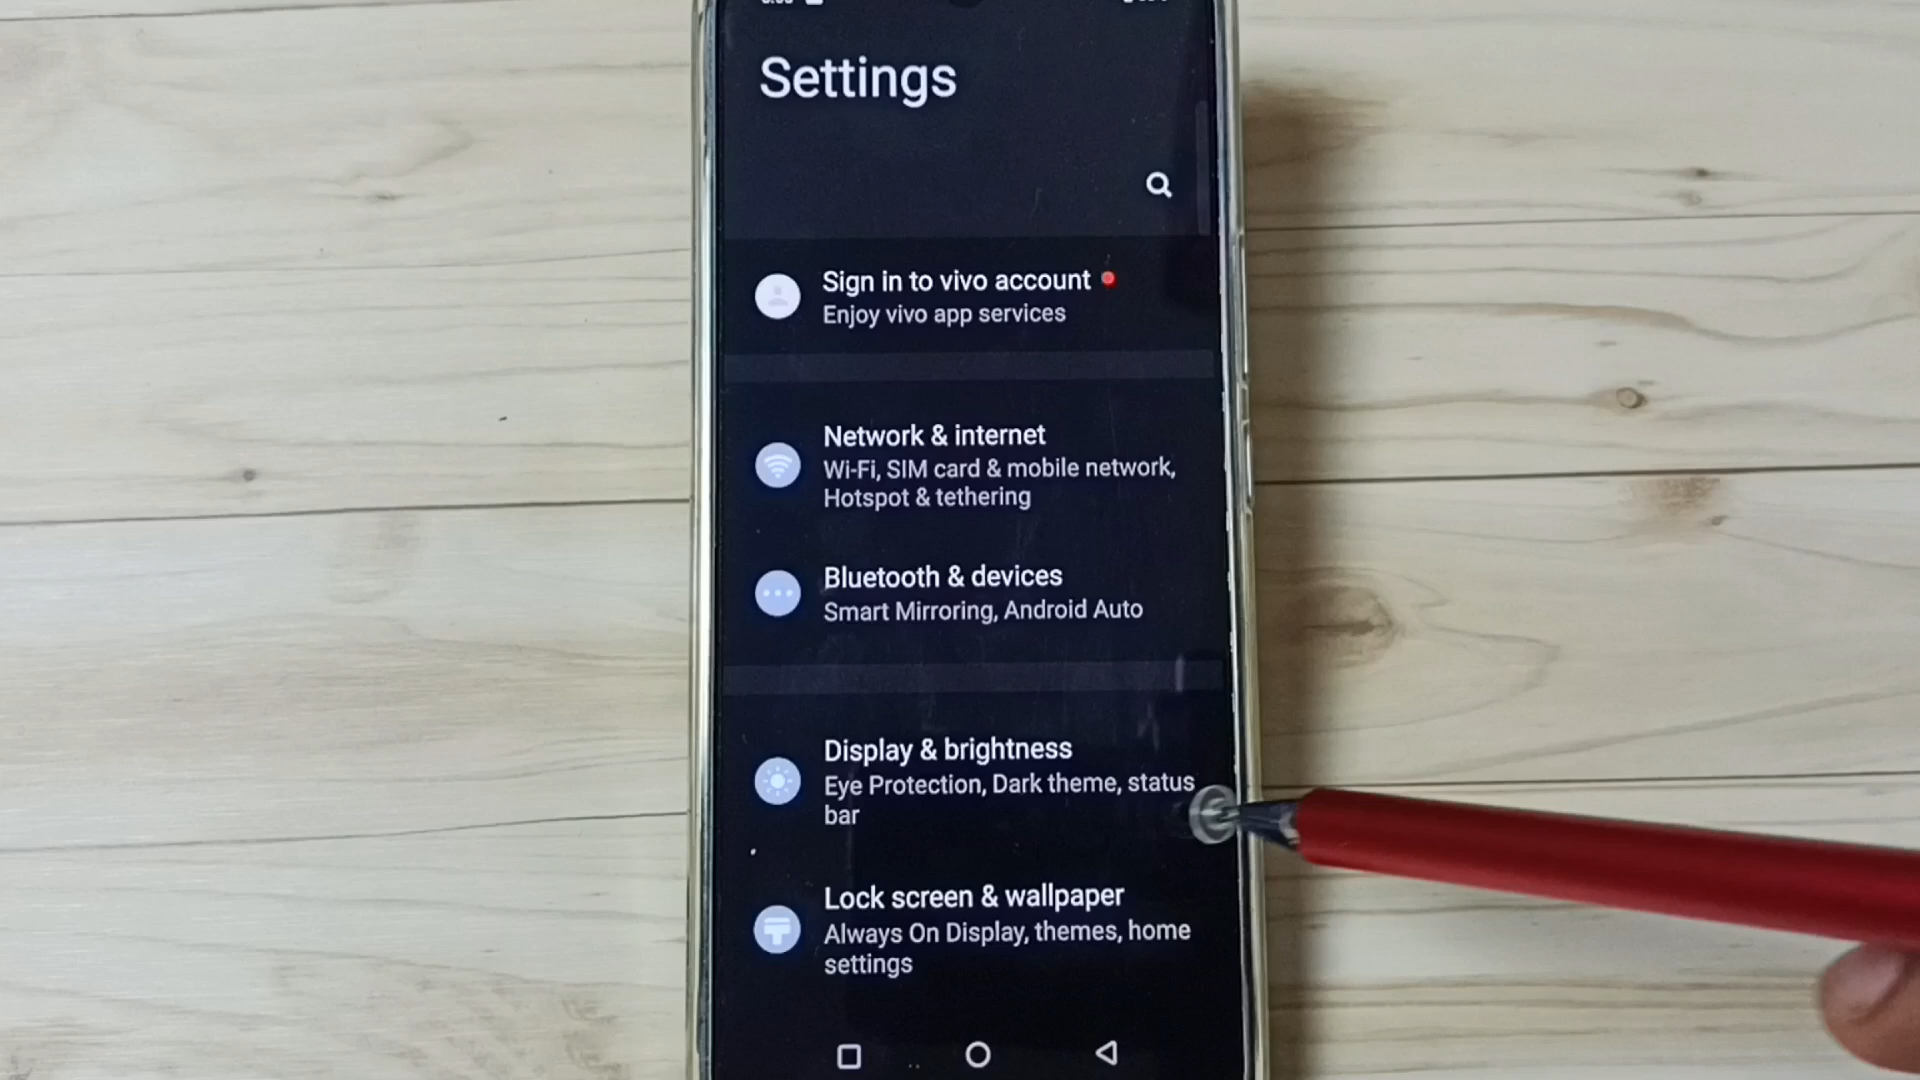 Settings
Sign in to vivo account
Enjoy vivo app services
Network & internet
Wi-Fi, SIM card & mobile network,
Hotspot & tethering
Bluetooth & devices
Smart Mirroring, Android Auto
Display & brightness
Eye Protection, Dark theme, status
bar
Lock screen & wallpaper
Always On Display, themes, home
settings